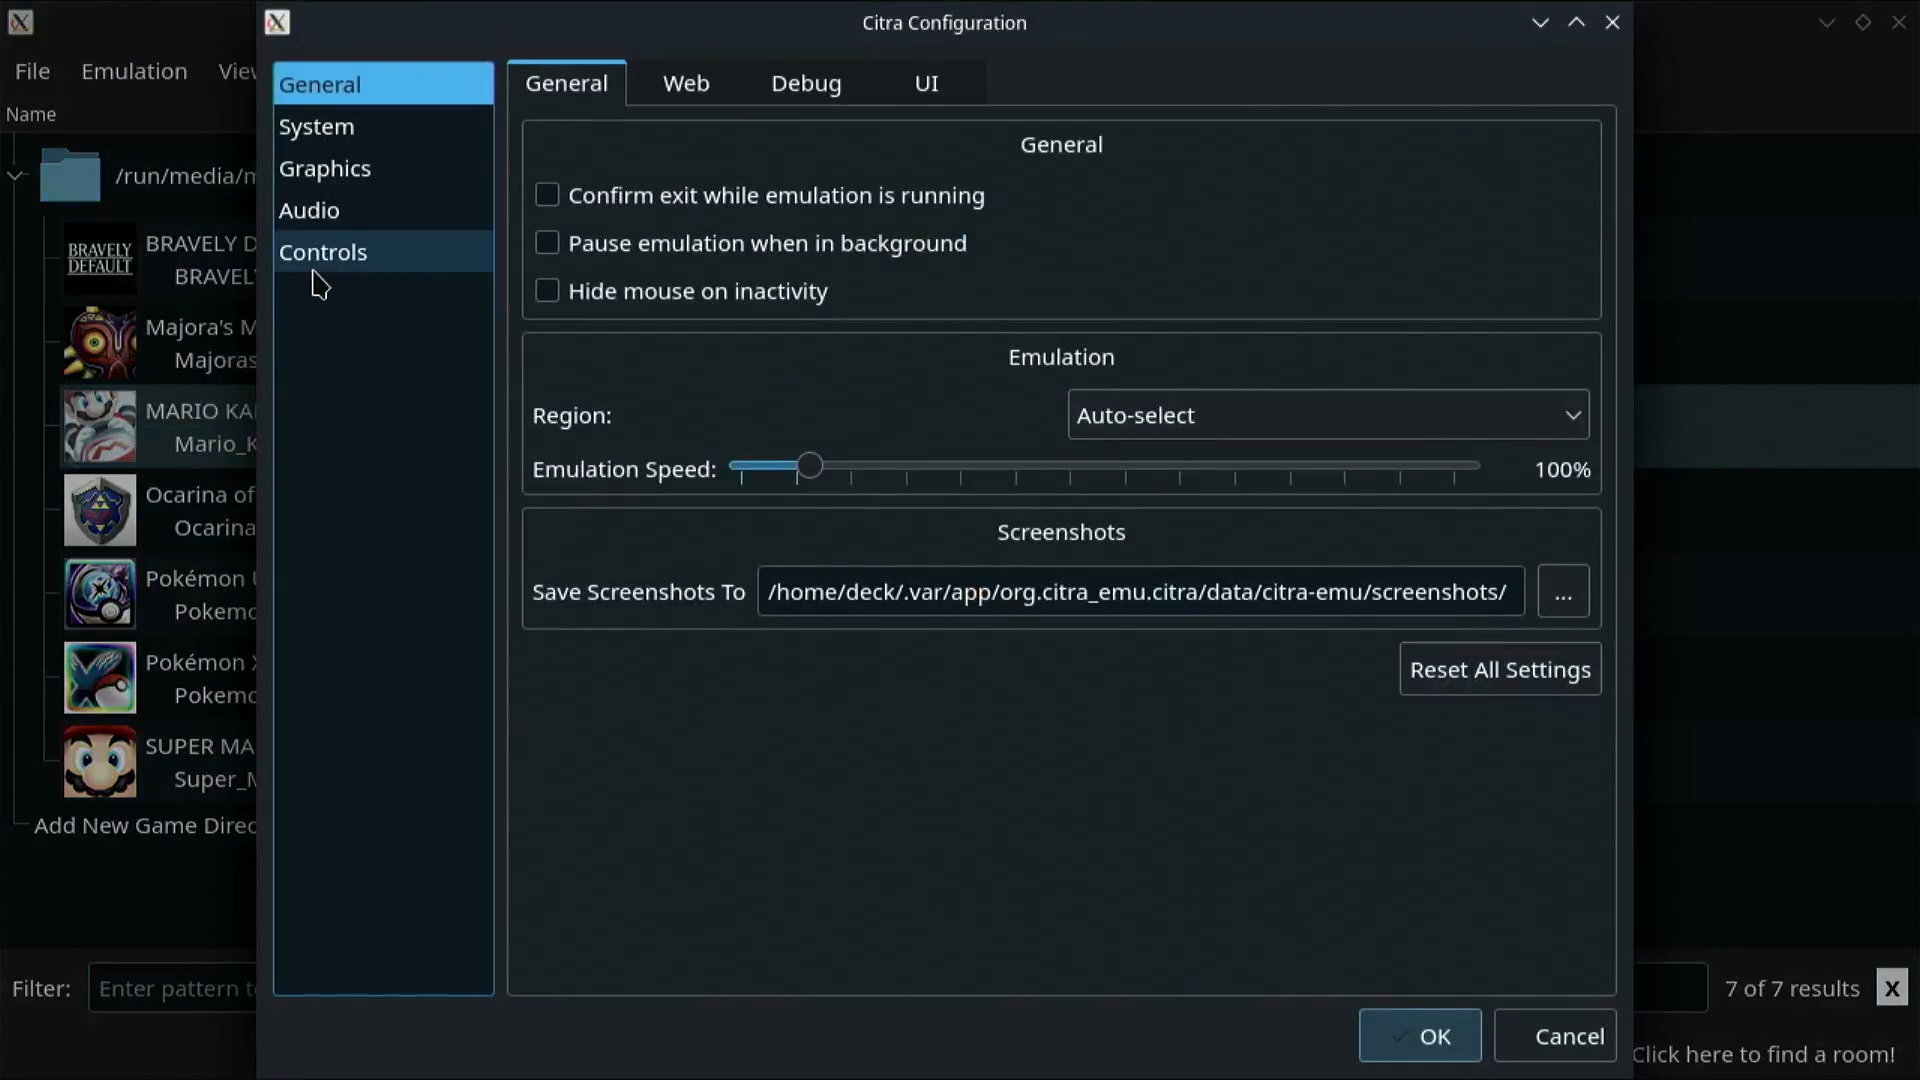 Citra Configuration
File Emulation View
Name
/run/media/m
BRAVELY DEFAULT
BRAVELY D
BRAVELY
Majora's M
Majoras
MARIO KA
Mario_K
Ocarina of
Ocarina
Pokémon U
Pokemo
Pokémon X
Pokemo
SUPER MA
Super_M
Add New Game Direc
Filter: Enter pattern to
General
System
Graphics
Audio
Controls
General Web Debug UI
General
Confirm exit while emulation is running
Pause emulation when in background
Hide mouse on inactivity
Emulation
Region: Auto-select
Emulation Speed: 100%
Screenshots
Save Screenshots To /home/deck/.var/app/org.citra_emu.citra/data/citra-emu/screenshots/ ...
Reset All Settings
OK Cancel
7 of 7 results X
Click here to find a room!